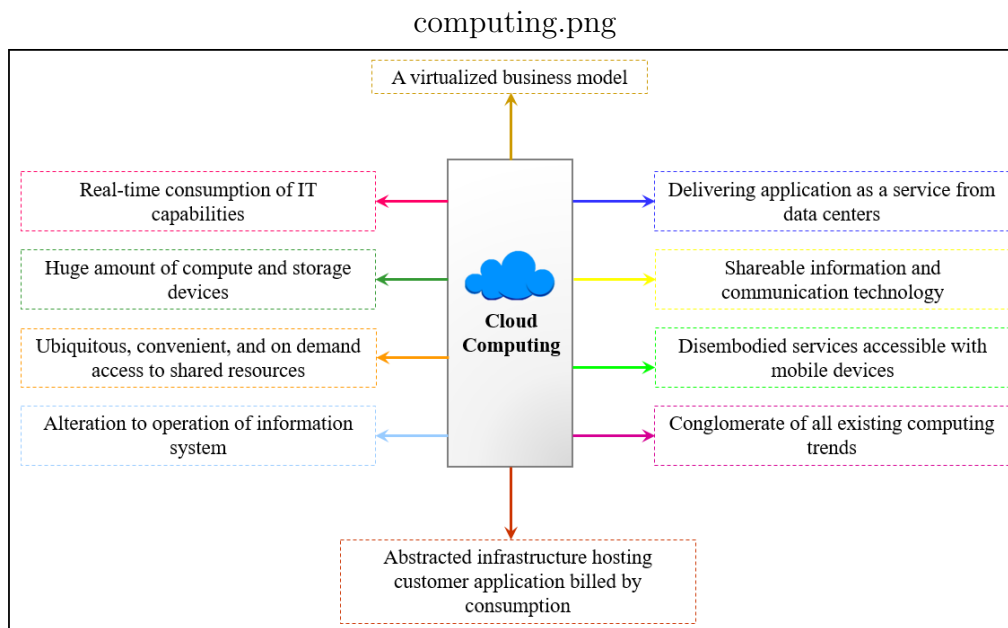 computing.png
A virtualized business model
Real-time consumption of IT
capabilities
Delivering application as a service from
data centers
Huge amount of compute and storage
devices
Shareable information and
communication technology
Cloud
Computing
Ubiquitous, convenient, and on demand
access to shared resources
Disembodied services accessible with
mobile devices
Alteration to operation of information
system
Conglomerate of all existing computing
trends
Abstracted infrastructure hosting
customer application billed by
consumption